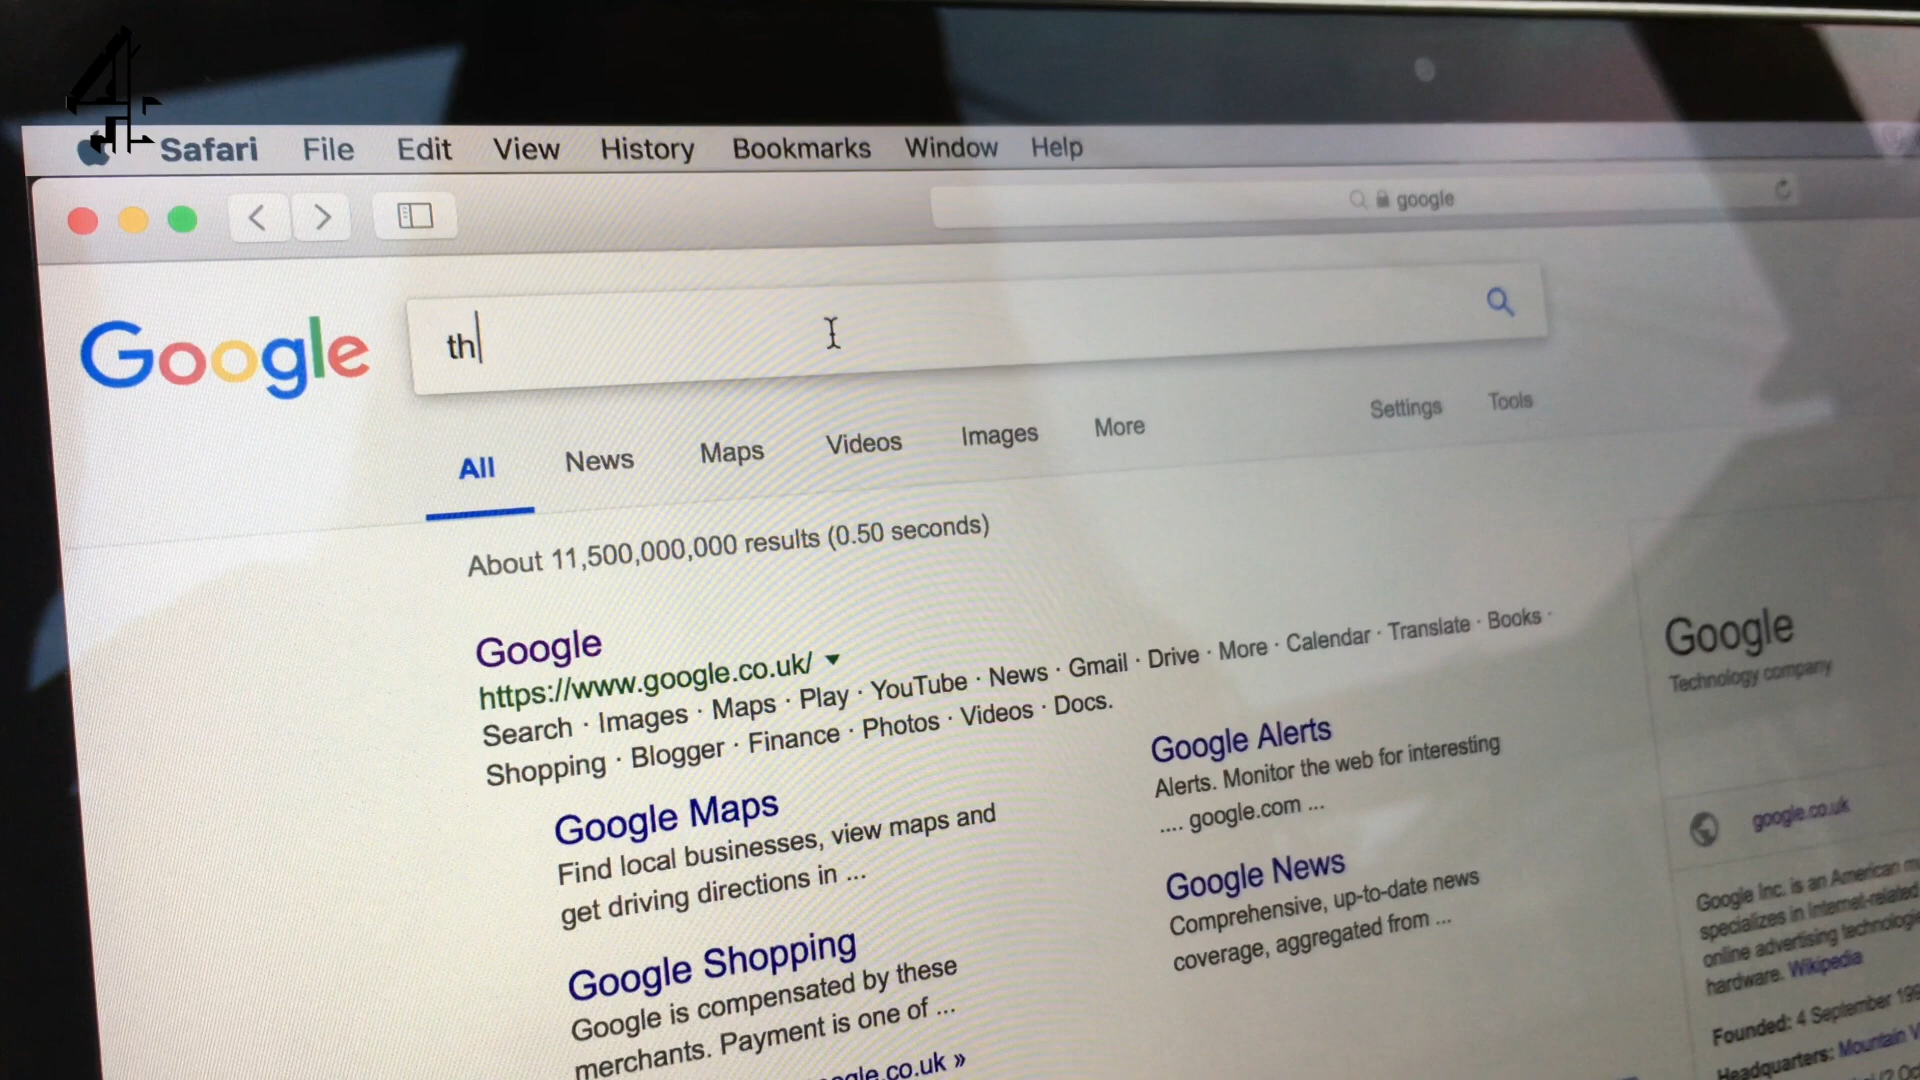 4
Safari File Edit View History Bookmarks Window Help
google
Google
th
All News Maps Videos Images More Settings Tools
About 11,500,000,000 results (0.50 seconds)
Google
https://www.google.co.uk/
Search · Images · Maps · Play · YouTube · News · Gmail · Drive · More · Calendar · Translate · Books ·
Shopping · Blogger · Finance · Photos · Videos · Docs.
Google Maps
Find local businesses, view maps and
get driving directions in ...
Google Shopping
Google is compensated by these
merchants. Payment is one of ...
gle.co.uk »
Google Alerts
Alerts. Monitor the web for interesting
.... google.com ...
Google News
Comprehensive, up-to-date news
coverage, aggregated from ...
Google
Technology company
google.co.uk
Google Inc. is an American
specializes in Internet-related
online advertising
hardware. Wikipedia
Founded: 4 September
Headquarters: Mountain